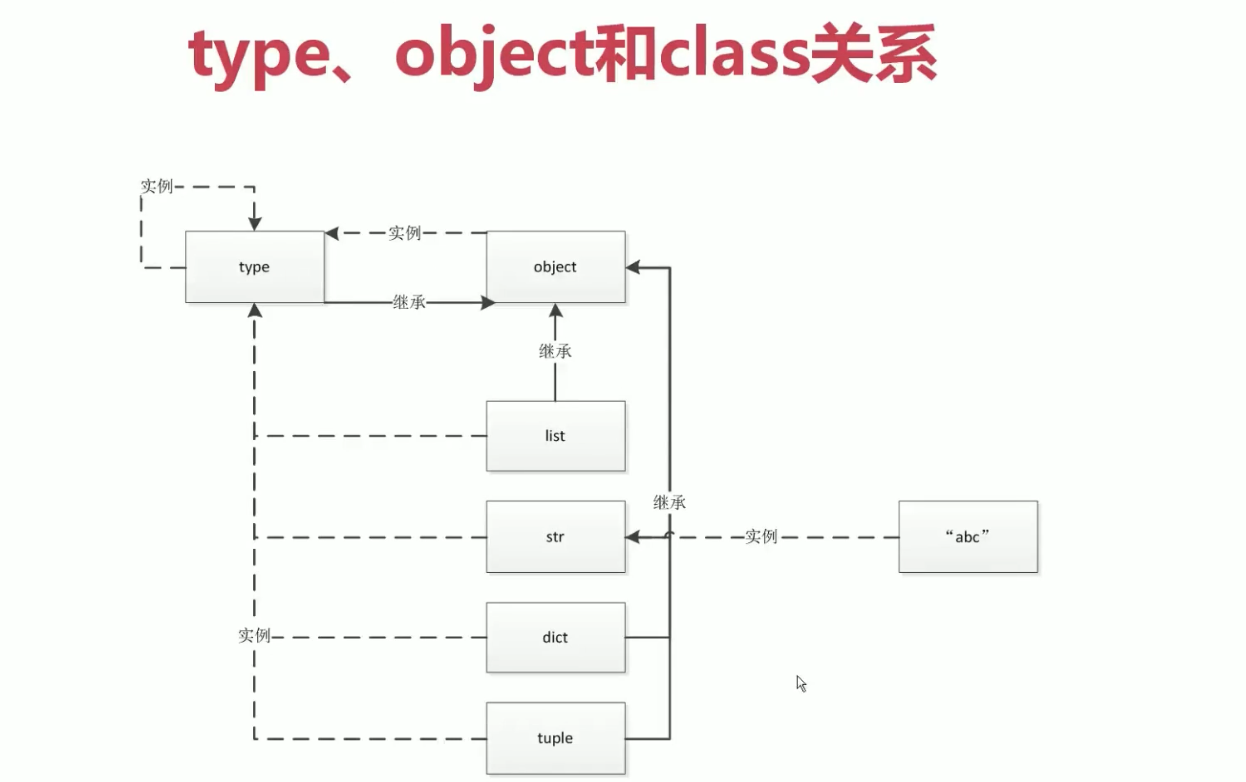 type、object和class关系
实例
实例
type
object
继承
继承
list
继承
str
实例
“abc”
实例
dict
tuple